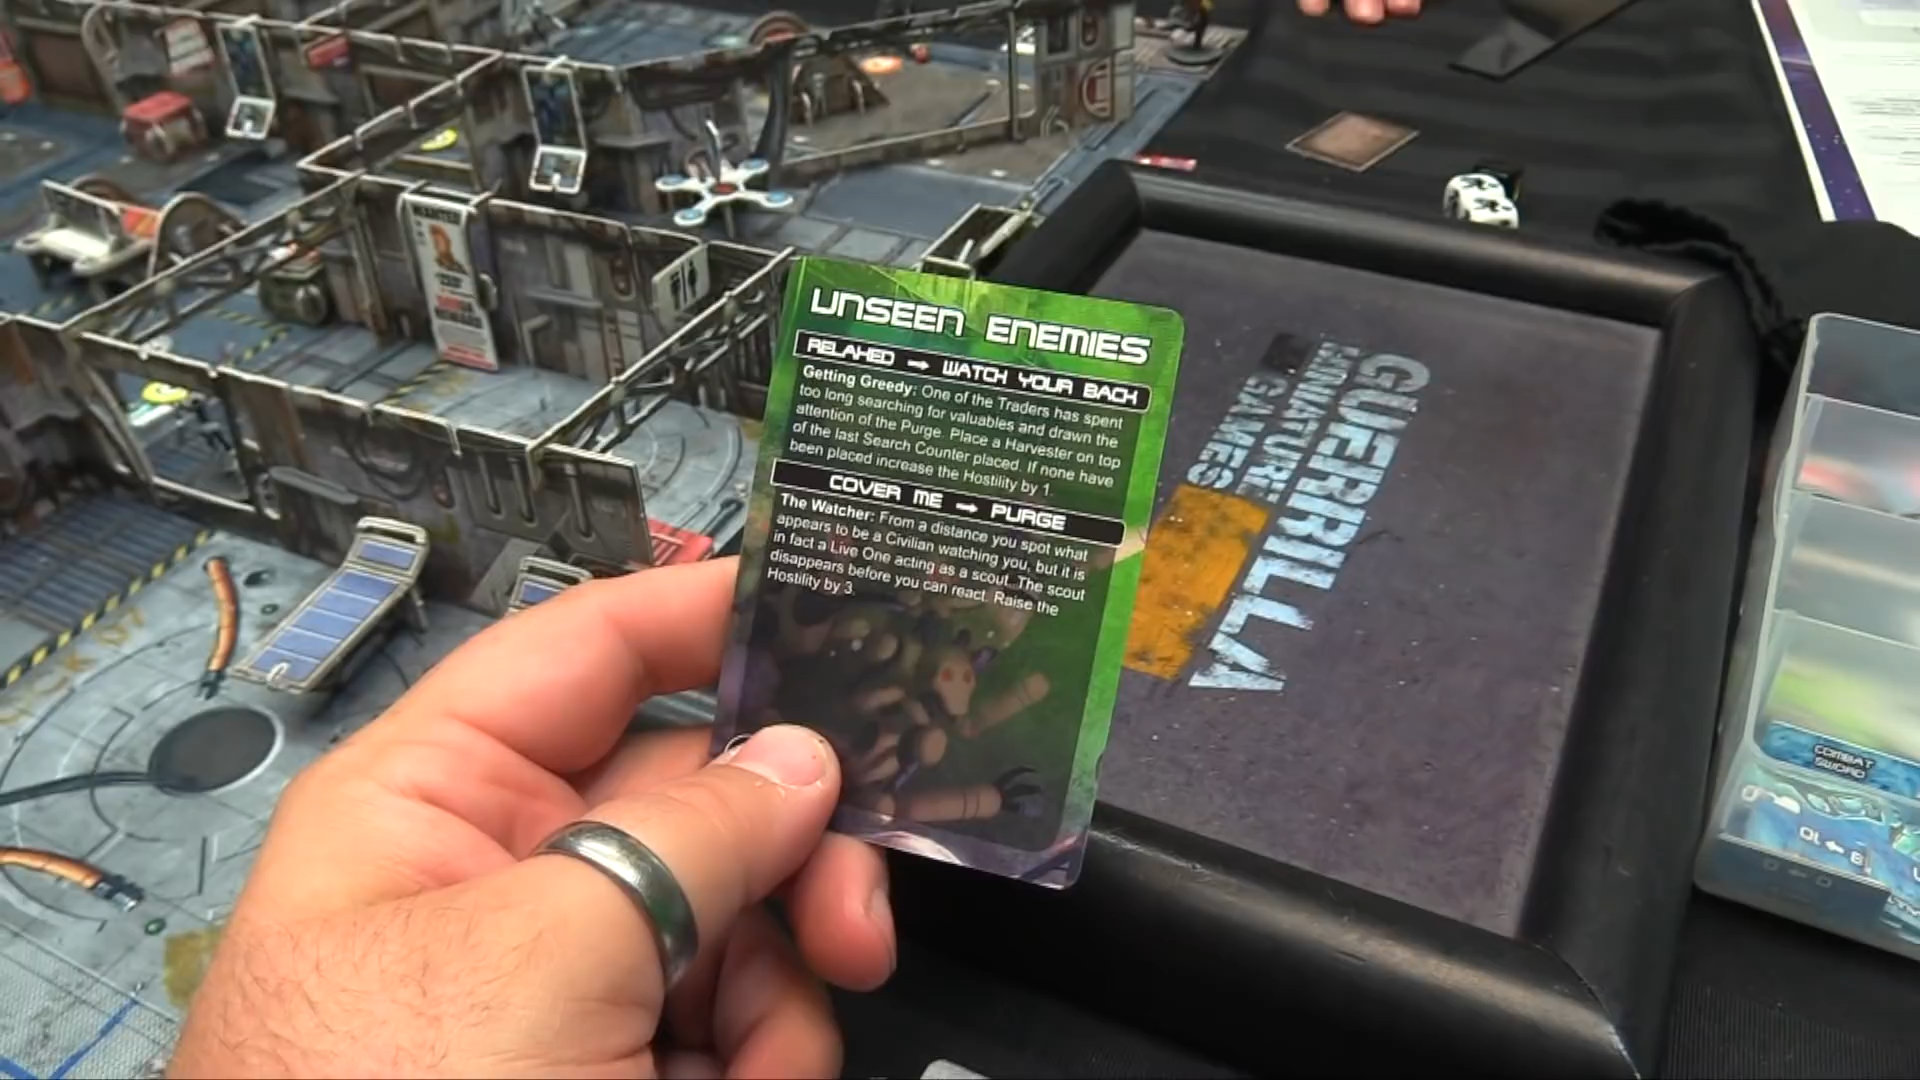 UNSEEN ENEMIES
RELAXED → WATCH YOUR BACK
Getting Greedy: One of the Traders has spent
too long searching for valuables and drawn the
attention of the Purge. Place a Harvester on top
of the last Search Counter placed. If none have
been placed increase the Hostility by 1.
COVER ME → PURGE
The Watcher: From a distance you spot what
appears to be a Civilian watching you, but it is
in fact a Live One acting as a scout. The scout
disappears before you can react. Raise the
Hostility by 3.
GUERRILLA
MINIATURE
GAMES
WANTED
COMBAT
SWORD